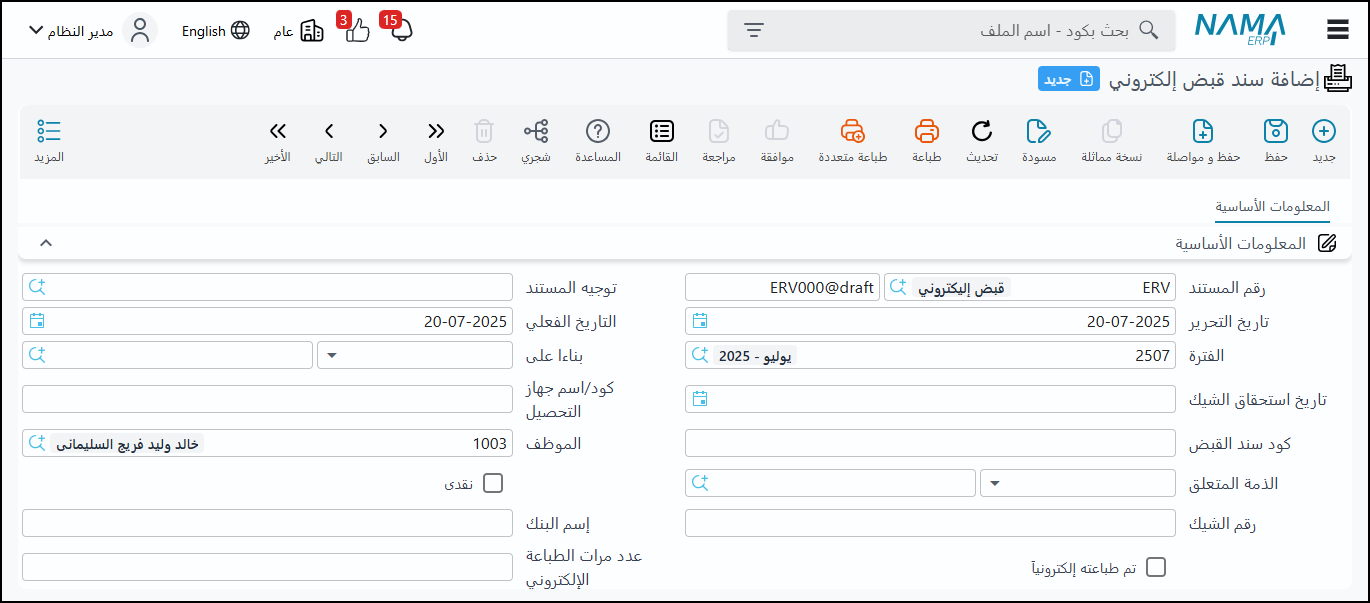 NAMA ERP
بحث بكود - اسم الملف
15
3
عام
English
مدير النظام
إضافة سند قبض إلكتروني
جديد
جديد
حفظ
حفظ و مواصلة
نسخة مماثلة
مسودة
تحديث
طباعة
طباعة متعددة
موافقة
مراجعة
القائمة
المساعدة
شجري
حذف
الأول
السابق
التالي
الأخير
المزيد
المعلومات الأساسية
المعلومات الأساسية
رقم المستند ERV قبض إليكتروني ERV000@draft
توجيه المستند
تاريخ التحرير 20-07-2025
التاريخ الفعلي 20-07-2025
الفترة 2507 يوليو - 2025
بناءا على
تاريخ استحقاق الشيك
كود/اسم جهاز
التحصيل
كود سند القبض
الموظف 1003 خالد وليد فريج السليمانى
الذمة المتعلق
نقدى
رقم الشيك
إسم البنك
تم طباعته إلكترونياً
عدد مرات الطباعة
الإلكتروني